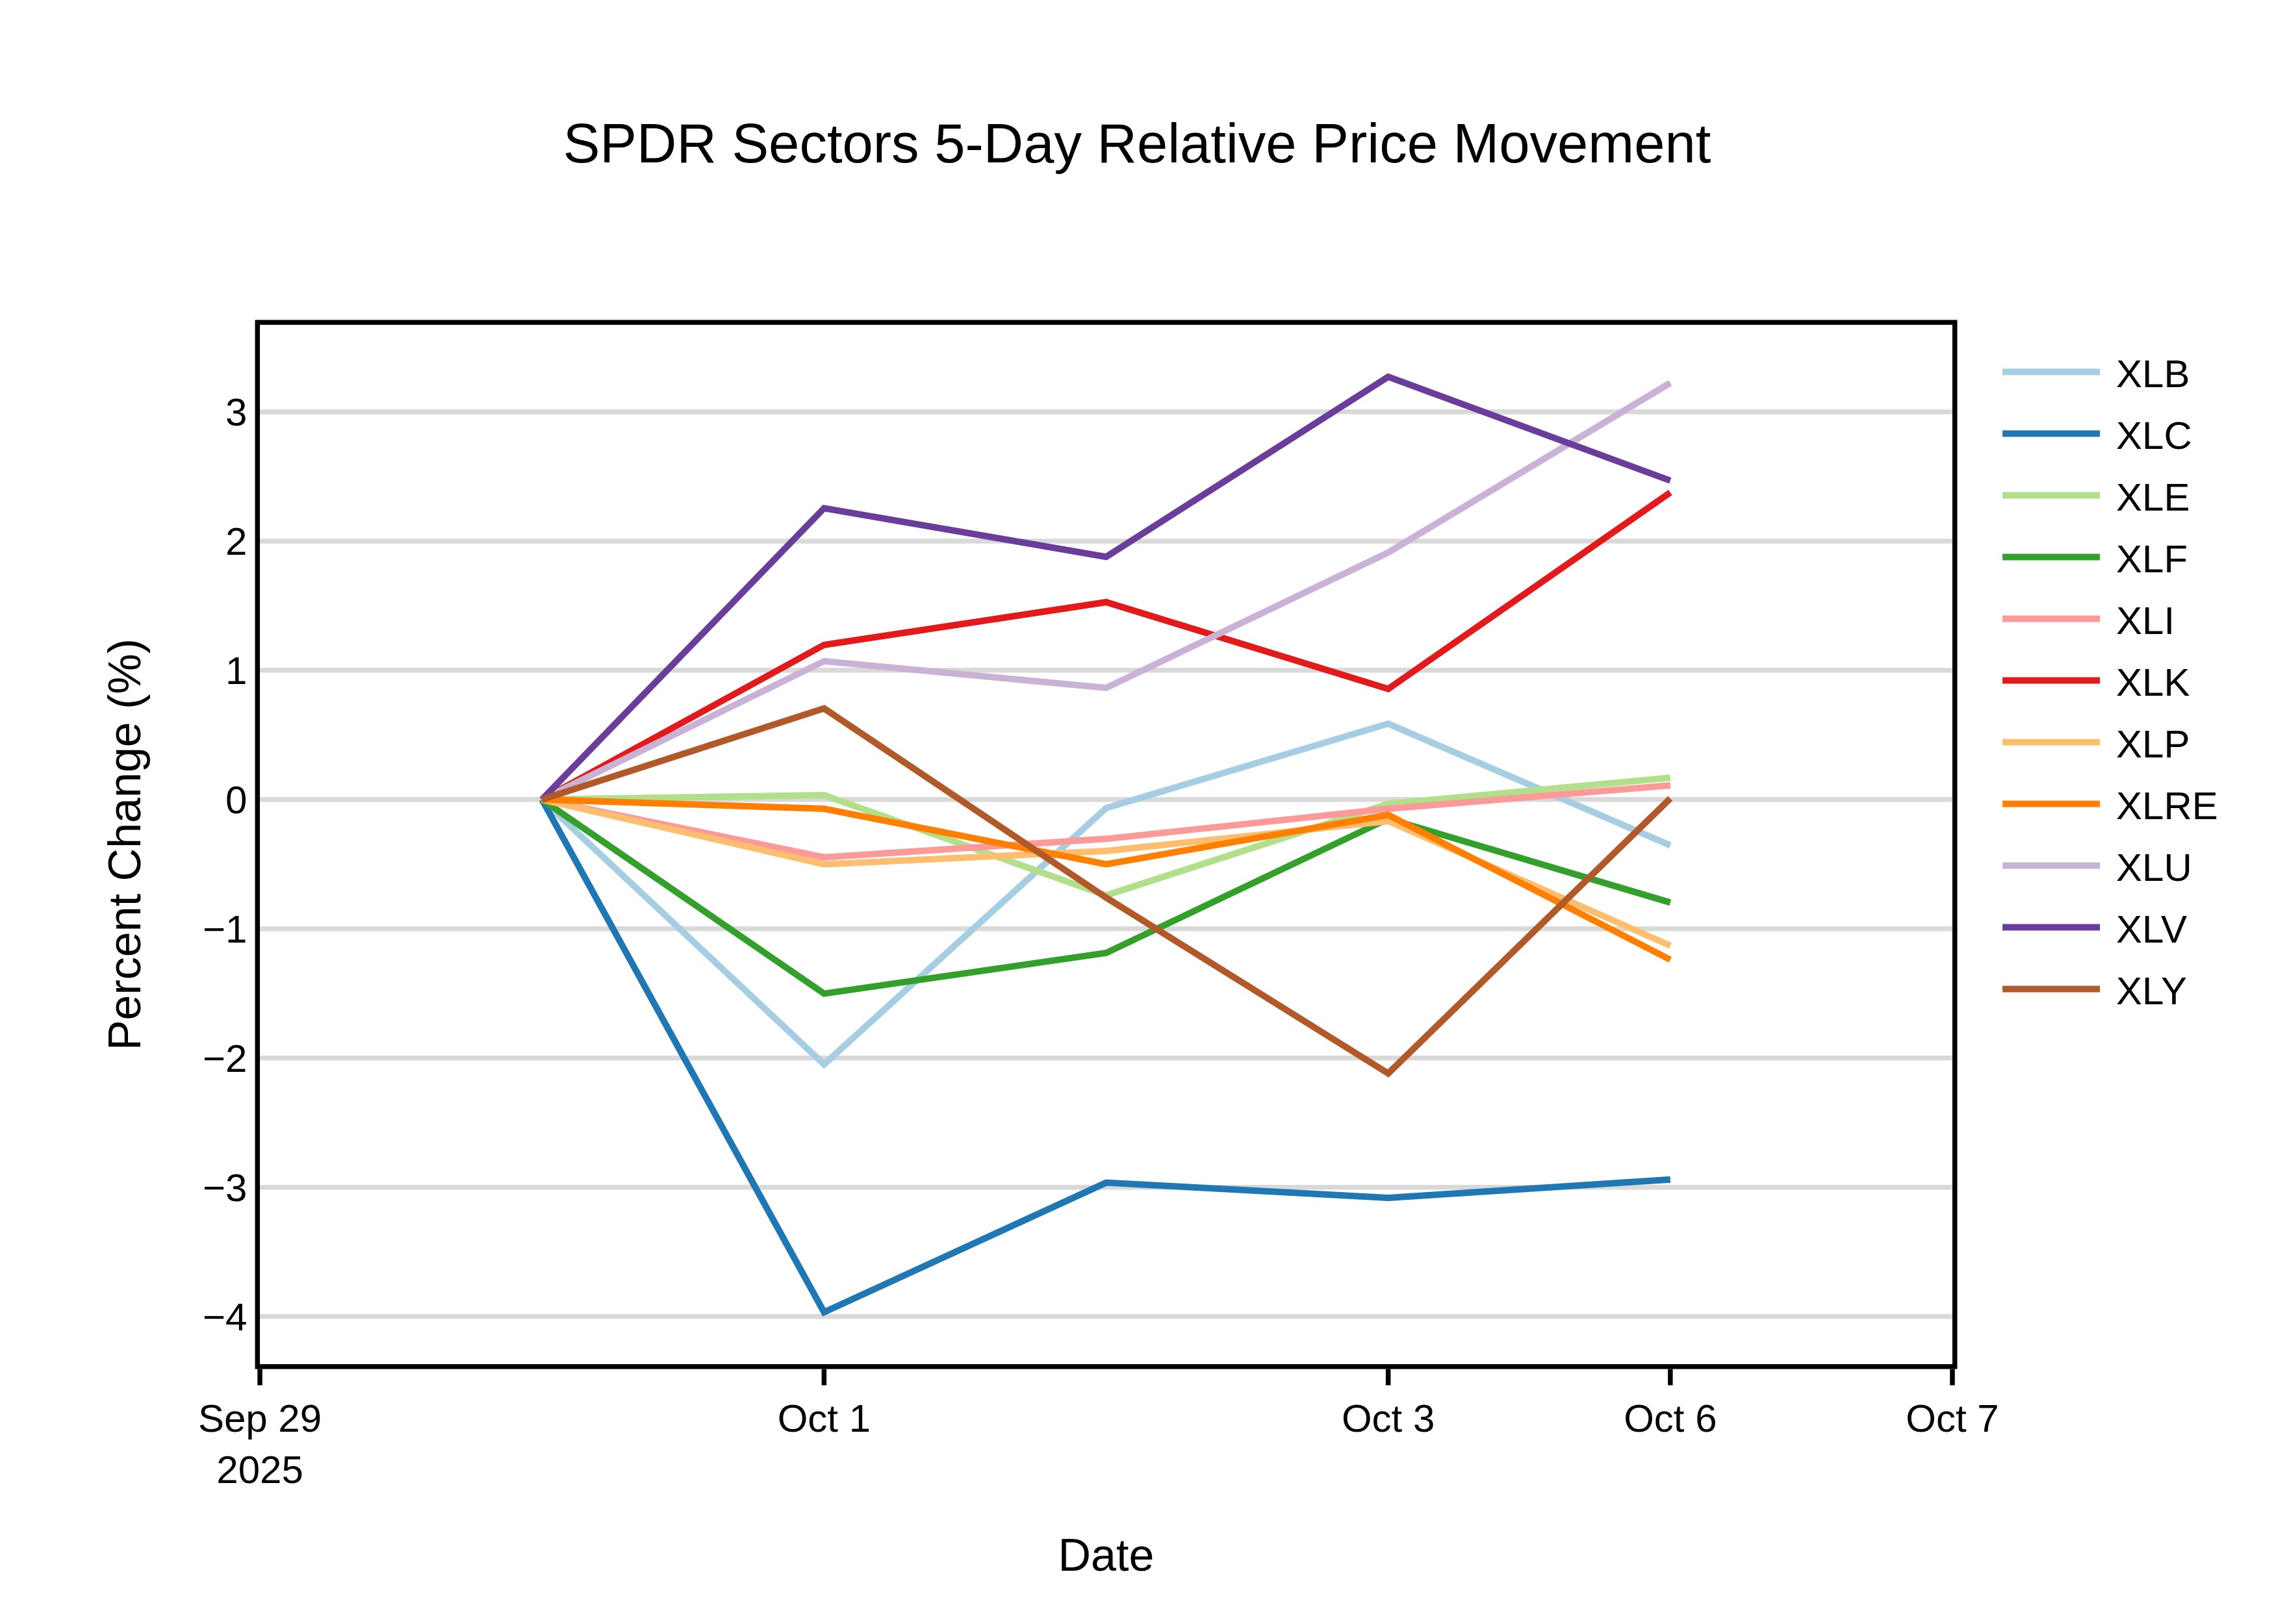 SPDR Sectors 5-Day Relative Price Movement
Percent Change (%)
3
2
1
0
−1
−2
−3
−4
Sep 29
2025
Oct 1
Oct 3
Oct 6
Oct 7
Date
XLB
XLC
XLE
XLF
XLI
XLK
XLP
XLRE
XLU
XLV
XLY